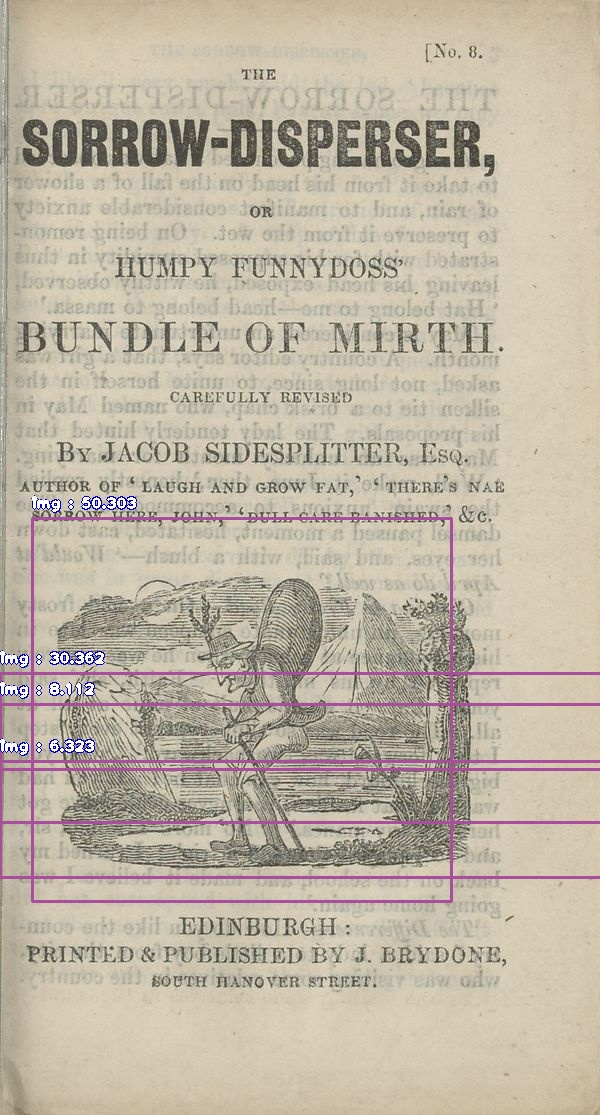 [No. 8.
THE
SORROW-DISPERSER,
OR
HUMPY FUNNYDOSS'
BUNDLE OF MIRTH.
CAREFULLY REVISED
BY JACOB SIDESPLITTER, ESQ.
AUTHOR OF ‘ LAUGH AND GROW FAT,’ ‘ THERE'S NAE
SORROW HERE, JOHN,’ ‘DULL CARE BANISHED,’ &c.
img : 50.303
img : 30.362
img : 8.112
img : 6.323
EDINBURGH :
PRINTED & PUBLISHED BY J. BRYDONE,
SOUTH HANOVER STREET.